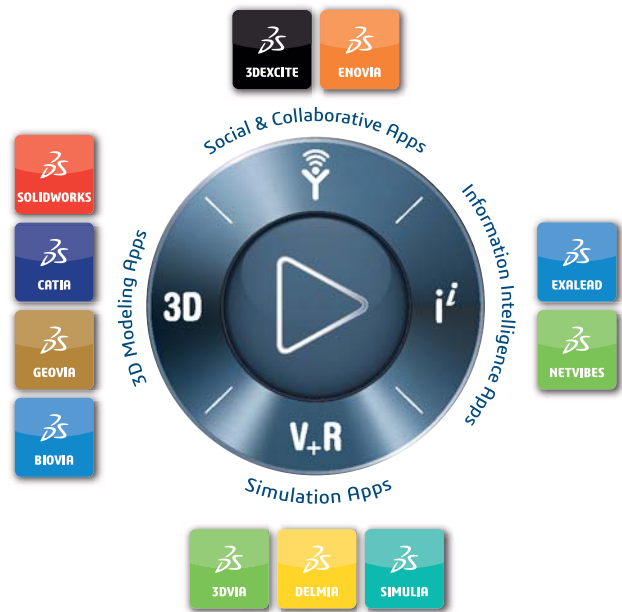 3DEXCITE
ENOVIA
Social & Collaborative Apps
SOLIDWORKS
CATIA
GEOVIA
BIOVIA
3D Modeling Apps
3D
i i
V+R
Information Intelligence Apps
EXALEAD
NETVIBES
Simulation Apps
3DVIA
DELMIA
SIMULIA